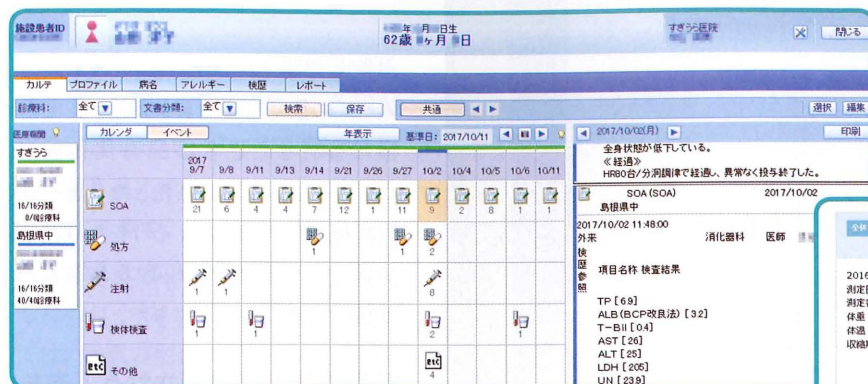 施設患者ID
年 月 日生
62歳 ヶ月 日
すぎうら医院
閉じる
カルテ プロファイル 病名 アレルギー 検歴 レポート
診療科: 全て 文書分類: 全て 検索 保存 共通 選択 編集
医療機関 カレンダ イベント 年表示 基準日: 2017/10/11 2017/10/02(月) 印刷
すぎうら
16/16分類
0/0診療科
島根県中
16/16分類
40/40診療科
2017
9/7 9/8 9/11 9/13 9/14 9/21 9/26 9/27 10/2 10/4 10/5 10/6 10/11
SOA 21 6 4 4 7 12 1 11 9 2 8 1 1
処方 1 1 2
注射 1 1 8
検体検査 1 1 2 1
etc その他 etc 4
全身状態が低下している。
≪経過≫
HR80台/分洞調律で経過し、異常なく投与終了した。
SOA (SOA) 2017/10/02
島根県中
2017/10/02 11:48:00
外来 消化器科 医師
検歴参照
項目名称 検査結果
TP [ 6.9]
ALB(BCP改良法) [ 3.2]
T-Bil [ 0.4]
AST [ 26]
ALT [ 25]
LDH [ 205]
UN [ 23.9]
全体
2016
測定
測定
体重
体温
収縮